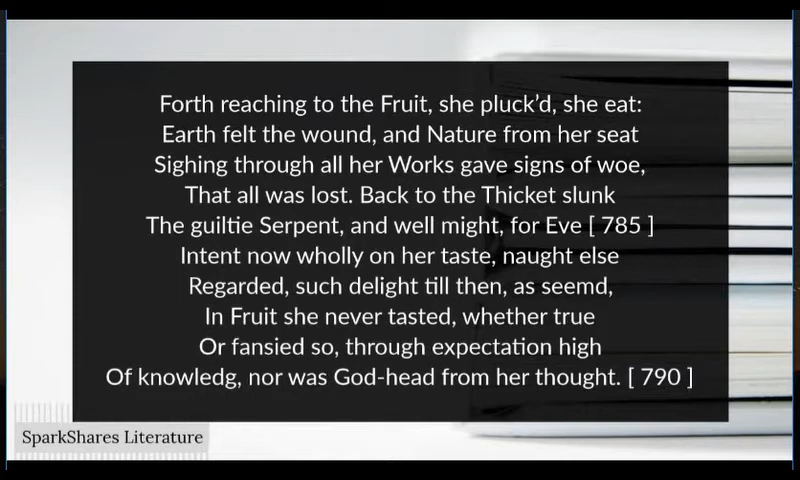 Forth reaching to the Fruit, she pluck’d, she eat:
Earth felt the wound, and Nature from her seat
Sighing through all her Works gave signs of woe,
That all was lost. Back to the Thicket slunk
The guiltie Serpent, and well might, for Eve [ 785 ]
Intent now wholly on her taste, naught else
Regarded, such delight till then, as seemd,
In Fruit she never tasted, whether true
Or fansied so, through expectation high
Of knowledg, nor was God-head from her thought. [ 790 ]
SparkShares Literature